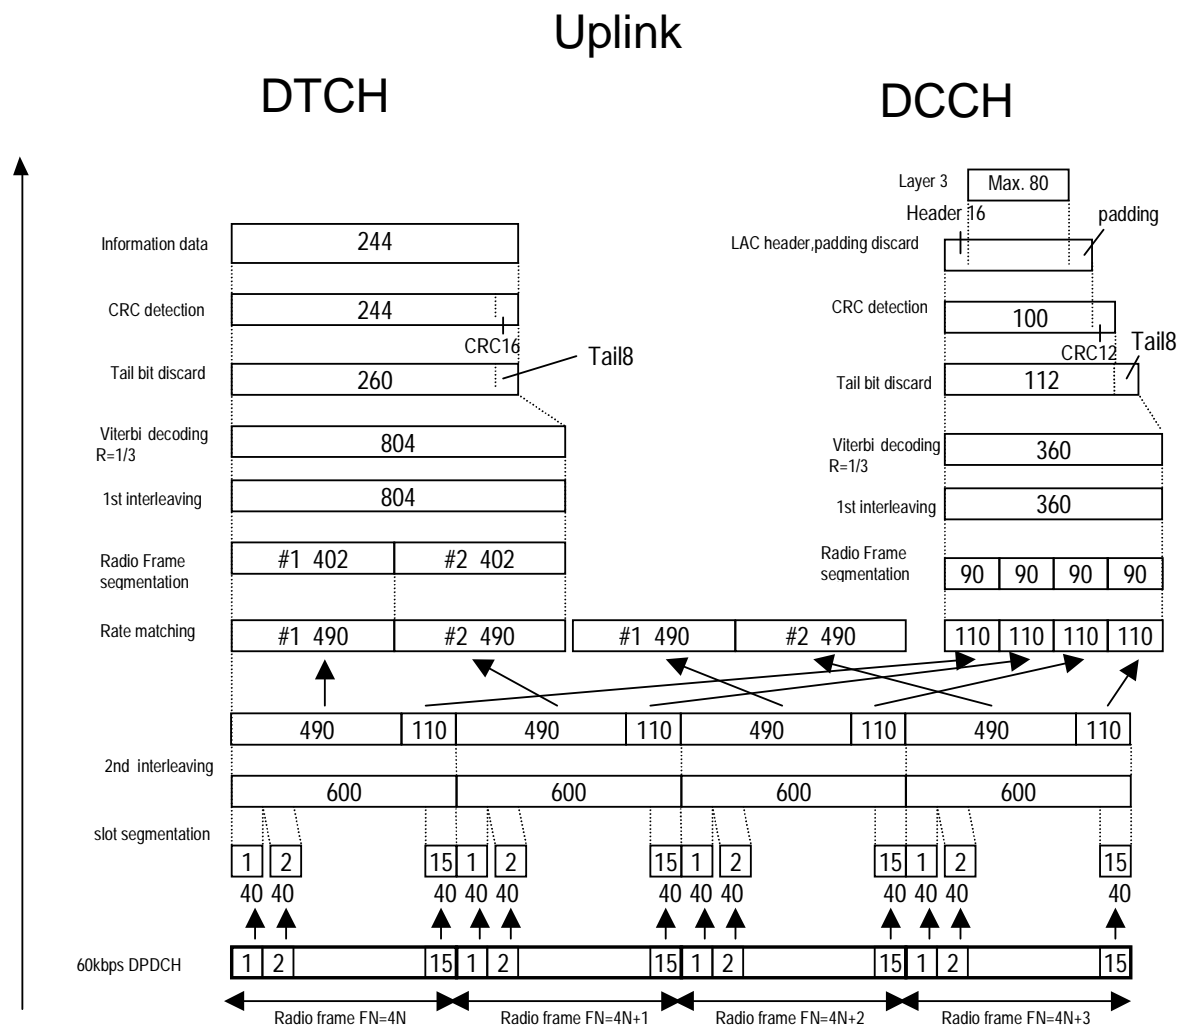 Uplink
DTCH
DCCH
Layer 3
Max. 80
Header 16
padding
Information data
244
LAC header,padding discard
CRC detection
244
CRC16
CRC detection
100
CRC12
Tail8
Tail bit discard
260
Tail8
Tail bit discard
112
Viterbi decoding
R=1/3
804
Viterbi decoding
R=1/3
360
1st interleaving
804
1st interleaving
360
Radio Frame
segmentation
#1 402
#2 402
Radio Frame
segmentation
90 90 90 90
Rate matching
#1 490
#2 490
#1 490
#2 490
110 110 110 110
490 110 490 110 490 110 490 110
2nd interleaving
600 600 600 600
slot segmentation
1 2 15 1 2 15 1 2 15 1 2 15
40 40 40 40 40 40 40 40 40 40 40 40
60kbps DPDCH
1 2 15 1 2 15 1 2 15 1 2 15
Radio frame FN=4N
Radio frame FN=4N+1
Radio frame FN=4N+2
Radio frame FN=4N+3